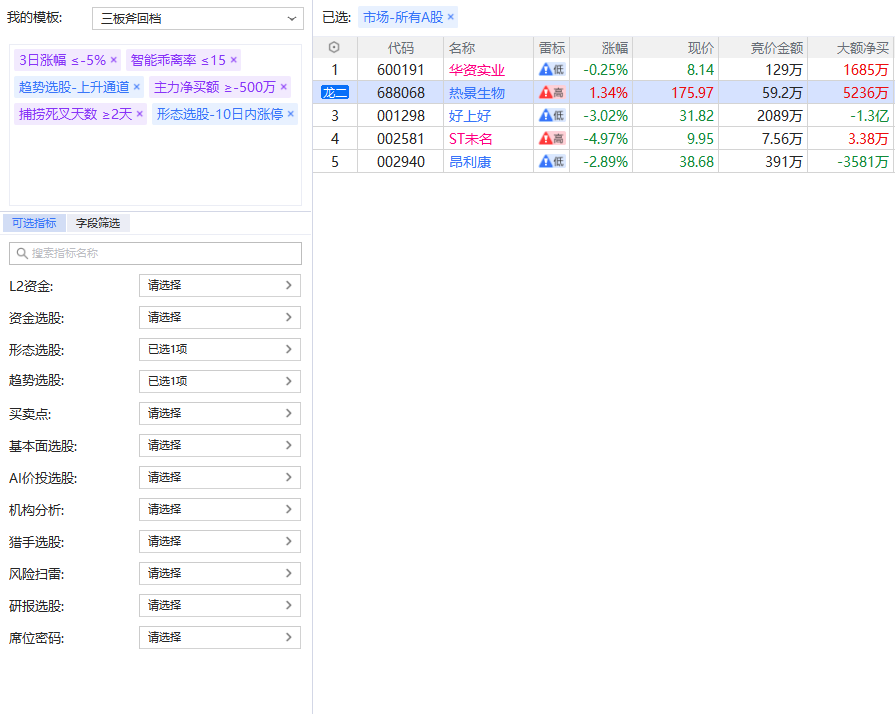 我的模板: 三板斧回档
3日涨幅 ≤-5% × 智能乖离率 ≤15 ×
趋势选股-上升通道 × 主力净买额 ≥-500万 ×
捕捞死叉天数 ≥2天 × 形态选股-10日内涨停 ×
可选指标 字段筛选
搜索指标名称
L2资金: 请选择
资金选股: 请选择
形态选股: 已选1项
趋势选股: 已选1项
买卖点: 请选择
基本面选股: 请选择
AI价投选股: 请选择
机构分析: 请选择
猎手选股: 请选择
风险扫雷: 请选择
研报选股: 请选择
席位密码: 请选择
已选: 市场-所有A股 ×
代码 名称 雷标 涨幅 现价 竞价金额 大额净买
1 600191 华资实业 低 -0.25% 8.14 129万 1685万
龙二 688068 热景生物 高 1.34% 175.97 59.2万 5236万
3 001298 好上好 低 -3.02% 31.82 2089万 -1.3亿
4 002581 ST未名 高 -4.97% 9.95 7.56万 3.38万
5 002940 昂利康 低 -2.89% 38.68 391万 -3581万